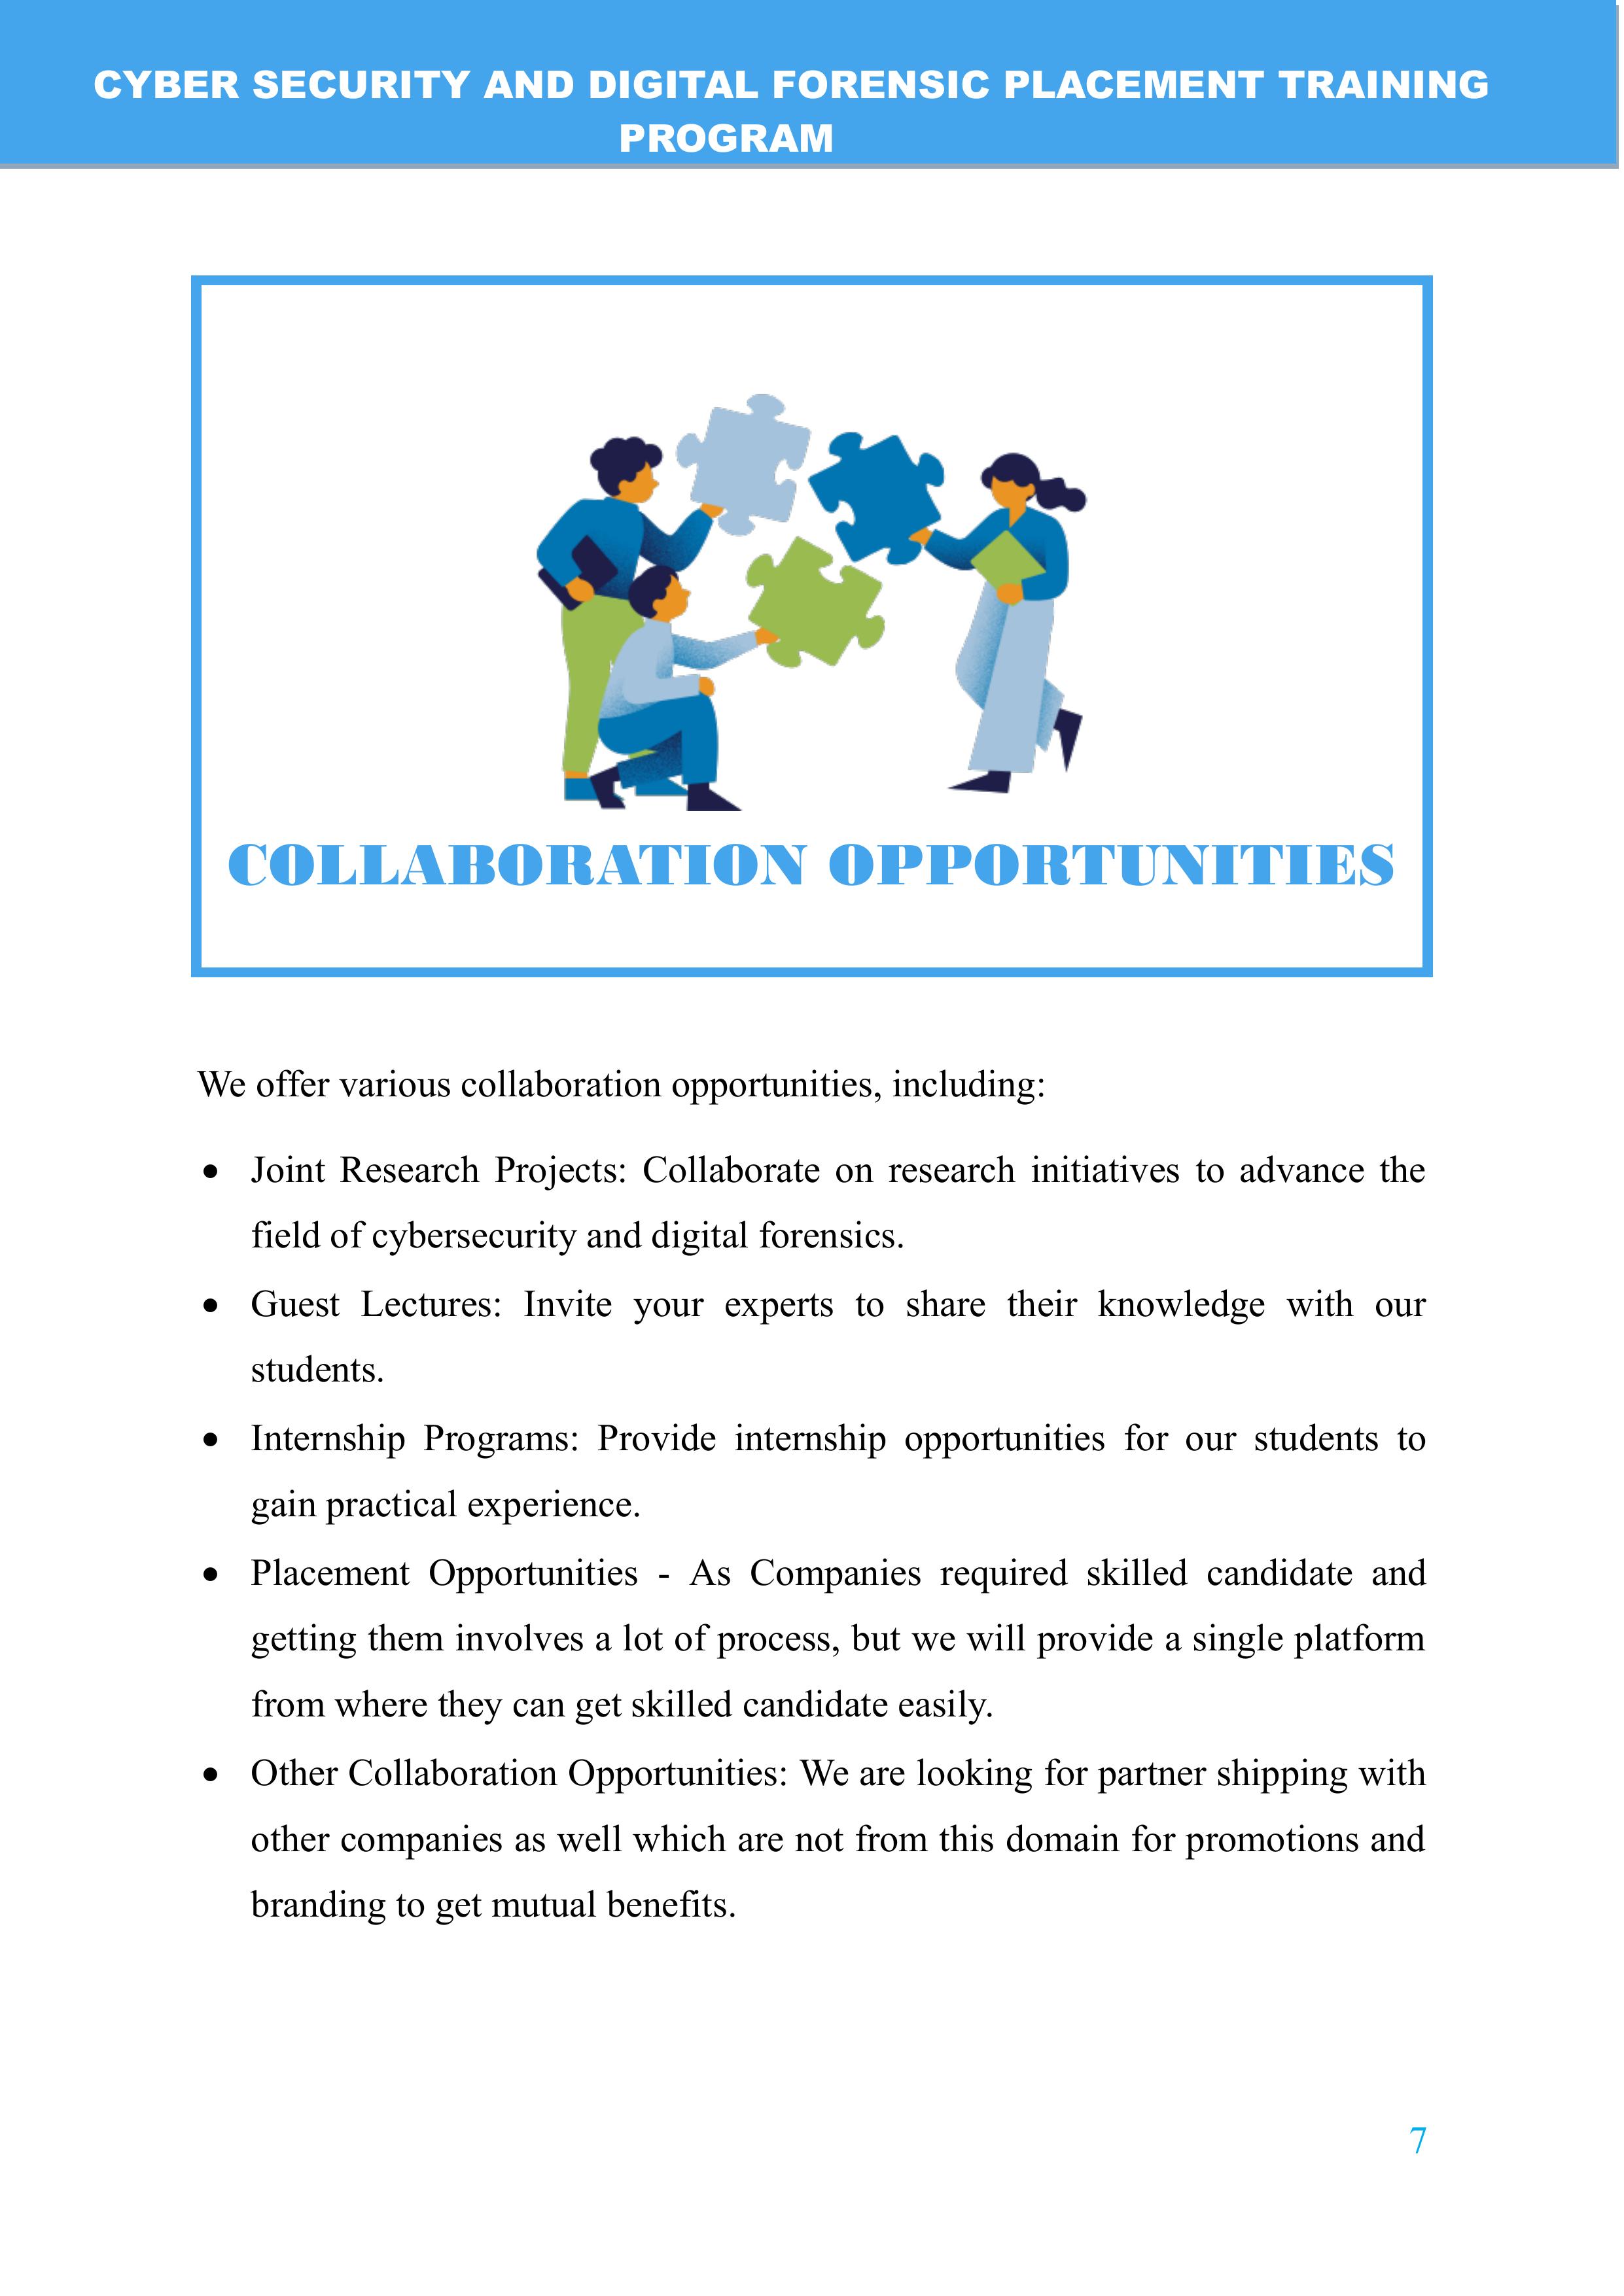 CYBER SECURITY AND DIGITAL FORENSIC PLACEMENT TRAINING
PROGRAM
COLLABORATION OPPORTUNITIES
We offer various collaboration opportunities, including:
• Joint Research Projects: Collaborate on research initiatives to advance the
field of cybersecurity and digital forensics.
• Guest Lectures: Invite your experts to share their knowledge with our
students.
• Internship Programs: Provide internship opportunities for our students to
gain practical experience.
• Placement Opportunities - As Companies required skilled candidate and
getting them involves a lot of process, but we will provide a single platform
from where they can get skilled candidate easily.
• Other Collaboration Opportunities: We are looking for partner shipping with
other companies as well which are not from this domain for promotions and
branding to get mutual benefits.
7